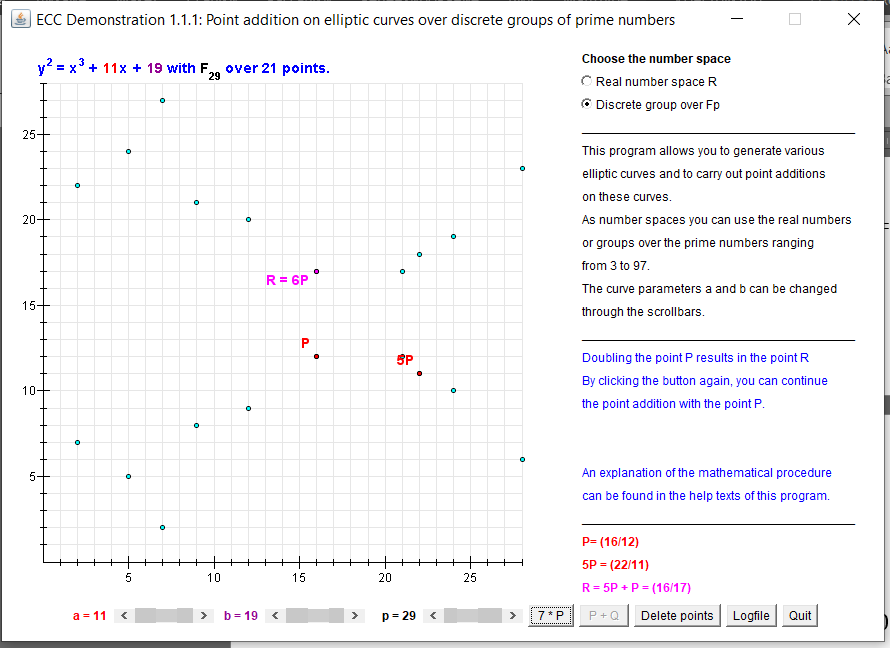 ECC Demonstration 1.1.1: Point addition on elliptic curves over discrete groups of prime numbers
y² = x³ + 11x + 19 with F₂₉ over 21 points.
25
20
15
10
5
5
10
15
20
25
R = 6P
P
5P
Choose the number space
Real number space R
Discrete group over Fp
This program allows you to generate various
elliptic curves and to carry out point additions
on these curves.
As number spaces you can use the real numbers
or groups over the prime numbers ranging
from 3 to 97.
The curve parameters a and b can be changed
through the scrollbars.
Doubling the point P results in the point R
By clicking the button again, you can continue
the point addition with the point P.
An explanation of the mathematical procedure
can be found in the help texts of this program.
P= (16/12)
5P = (22/11)
R = 5P + P = (16/17)
a = 11 < > b = 19 < > p = 29 < > 7 * P P + Q Delete points Logfile Quit